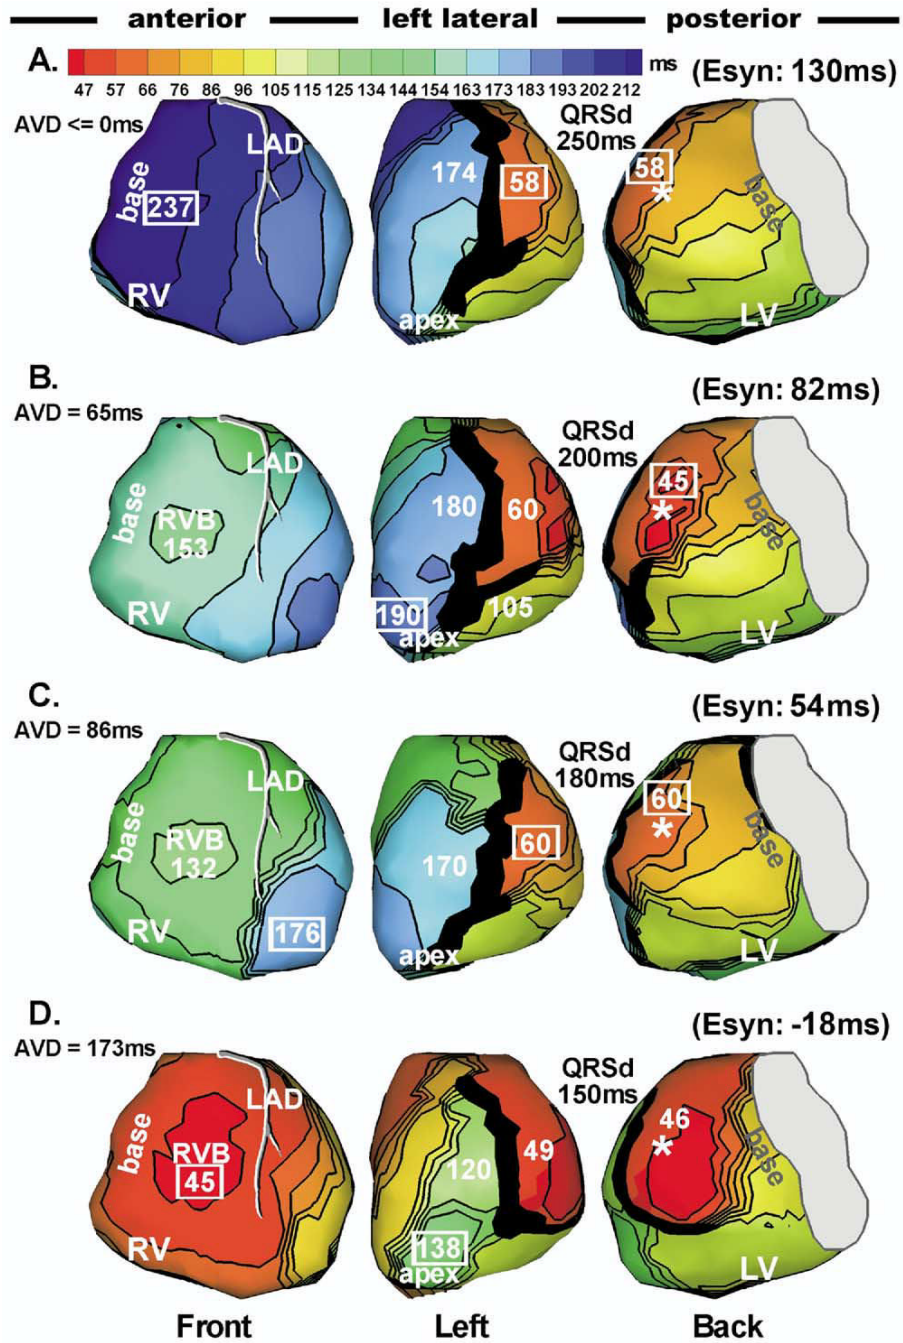 anterior left lateral posterior
A. ms (Esyn: 130ms)
47 57 66 76 86 96 105 115 125 134 144 154 163 173 183 193 202 212
AVD <= 0ms
QRSd
250ms
LAD
base
237
RV
174
58
apex
58
*
base
LV
B. (Esyn: 82ms)
AVD = 65ms
QRSd
200ms
LAD
base
RVB
153
RV
180
60
190
105
apex
45
*
base
LV
C. (Esyn: 54ms)
AVD = 86ms
QRSd
180ms
LAD
base
RVB
132
RV
176
170
60
apex
60
*
base
LV
D. (Esyn: -18ms)
AVD = 173ms
QRSd
150ms
LAD
base
RVB
45
RV
120
49
138
apex
46
*
base
LV
Front Left Back